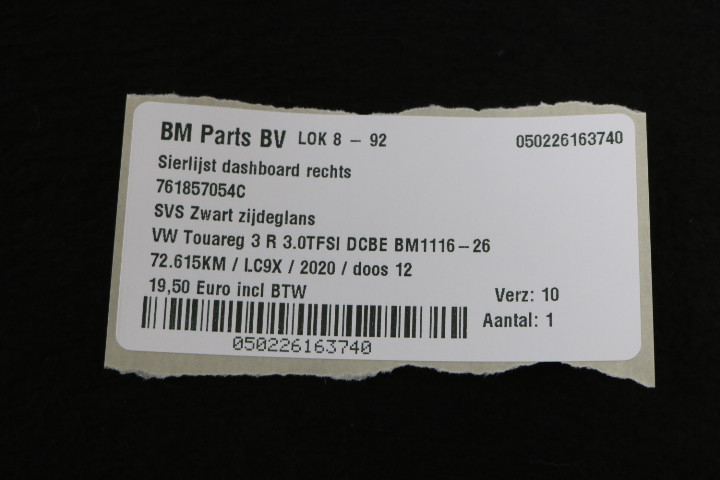 BM Parts BV LOK 8 - 92 050226163740
Sierlijst dashboard rechts
761857054C
SVS Zwart zijdeglans
VW Touareg 3 R 3.0TFSI DCBE BM1116-26
72.615KM / LC9X / 2020 / doos 12
19,50 Euro incl BTW Verz: 10
Aantal: 1
050226163740